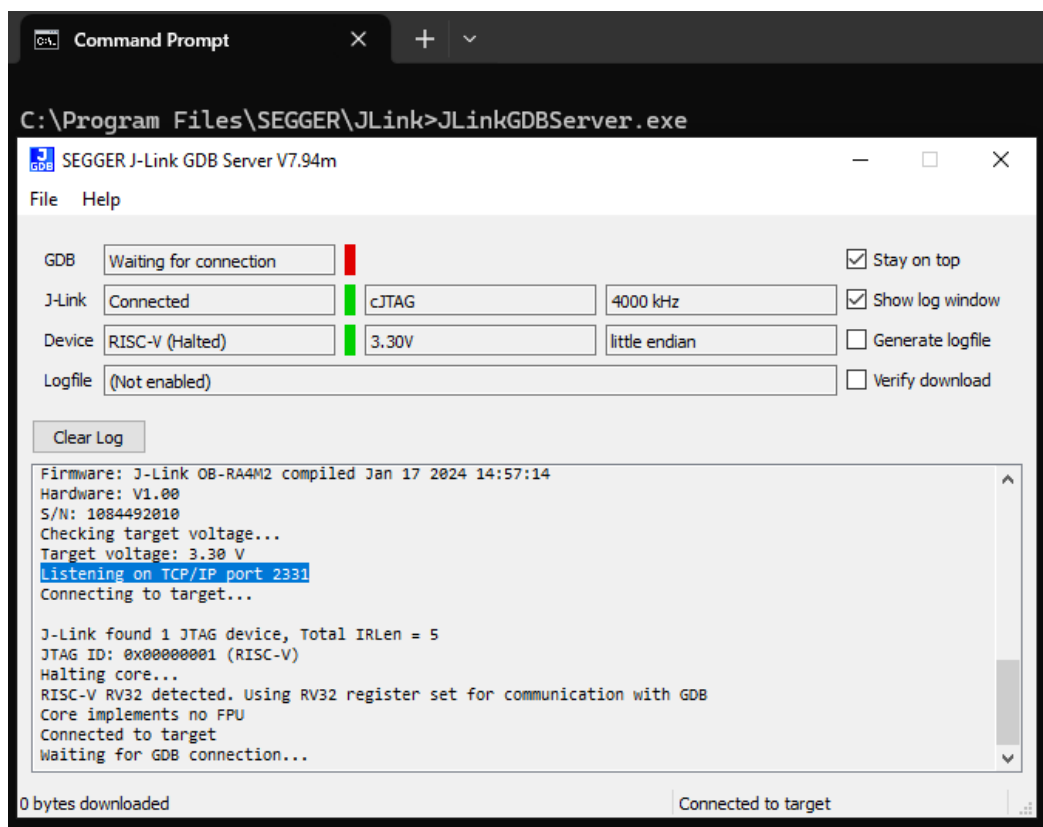 Command Prompt
C:\Program Files\SEGGER\JLink>JLinkGDBServer.exe
SEGGER J-Link GDB Server V7.94m
File Help
GDB Waiting for connection Stay on top
J-Link Connected cJTAG 4000 kHz Show log window
Device RISC-V (Halted) 3.30V little endian Generate logfile
Logfile (Not enabled) Verify download
Clear Log
Firmware: J-Link OB-RA4M2 compiled Jan 17 2024 14:57:14
Hardware: V1.00
S/N: 1084492010
Checking target voltage...
Target voltage: 3.30 V
Listening on TCP/IP port 2331
Connecting to target...
J-Link found 1 JTAG device, Total IRLen = 5
JTAG ID: 0x00000001 (RISC-V)
Halting core...
RISC-V RV32 detected. Using RV32 register set for communication with GDB
Core implements no FPU
Connected to target
Waiting for GDB connection...
0 bytes downloaded Connected to target